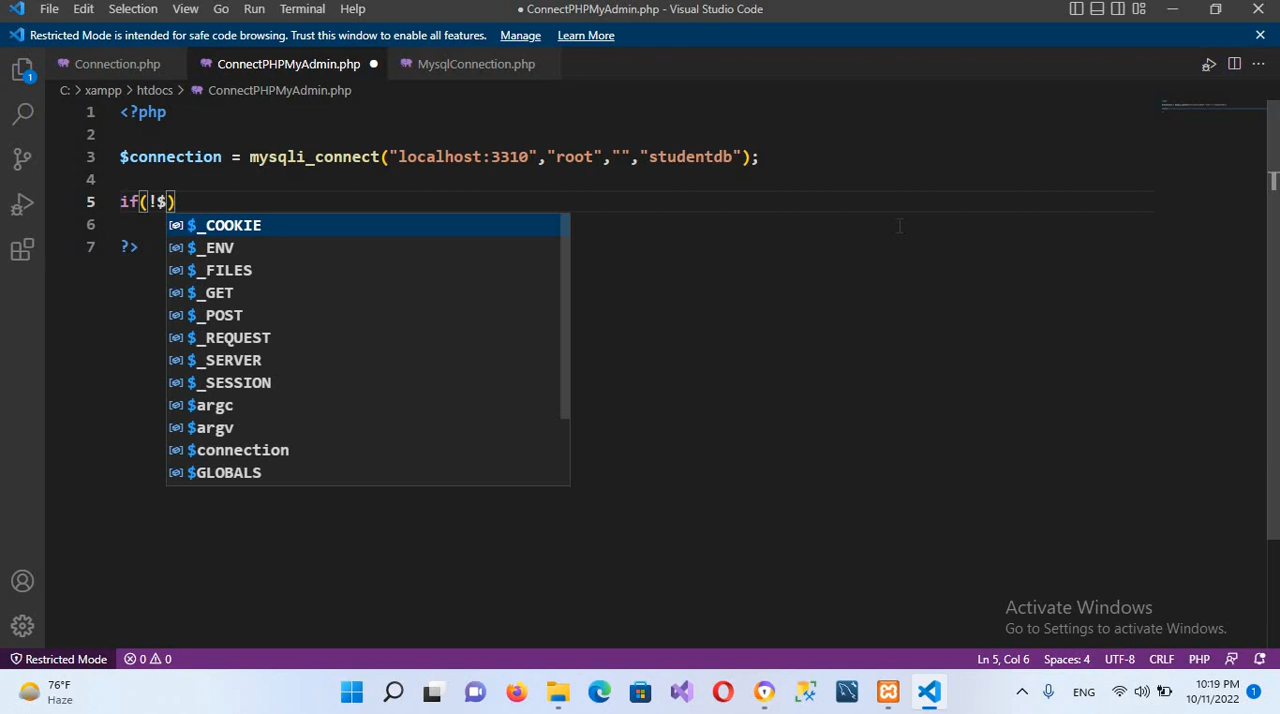 File Edit Selection View Go Run Terminal Help ● ConnectPHPMyAdmin.php - Visual Studio Code
Restricted Mode is intended for safe code browsing. Trust this window to enable all features. Manage Learn More
Connection.php ConnectPHPMyAdmin.php MysqlConnection.php
C: > xampp > htdocs > ConnectPHPMyAdmin.php
1 <?php
2
3 $connection = mysqli_connect("localhost:3310","root","","studentdb");
4
5 if(!$)
6 $_COOKIE
7 ?> $_ENV
$_FILES
$_GET
$_POST
$_REQUEST
$_SERVER
$_SESSION
$argc
$argv
$connection
$GLOBALS
1
Activate Windows
Go to Settings to activate Windows.
Restricted Mode 0 0 Ln 5, Col 6 Spaces: 4 UTF-8 CRLF PHP
76°F
Haze
ENG
10:19 PM
10/11/2022
1